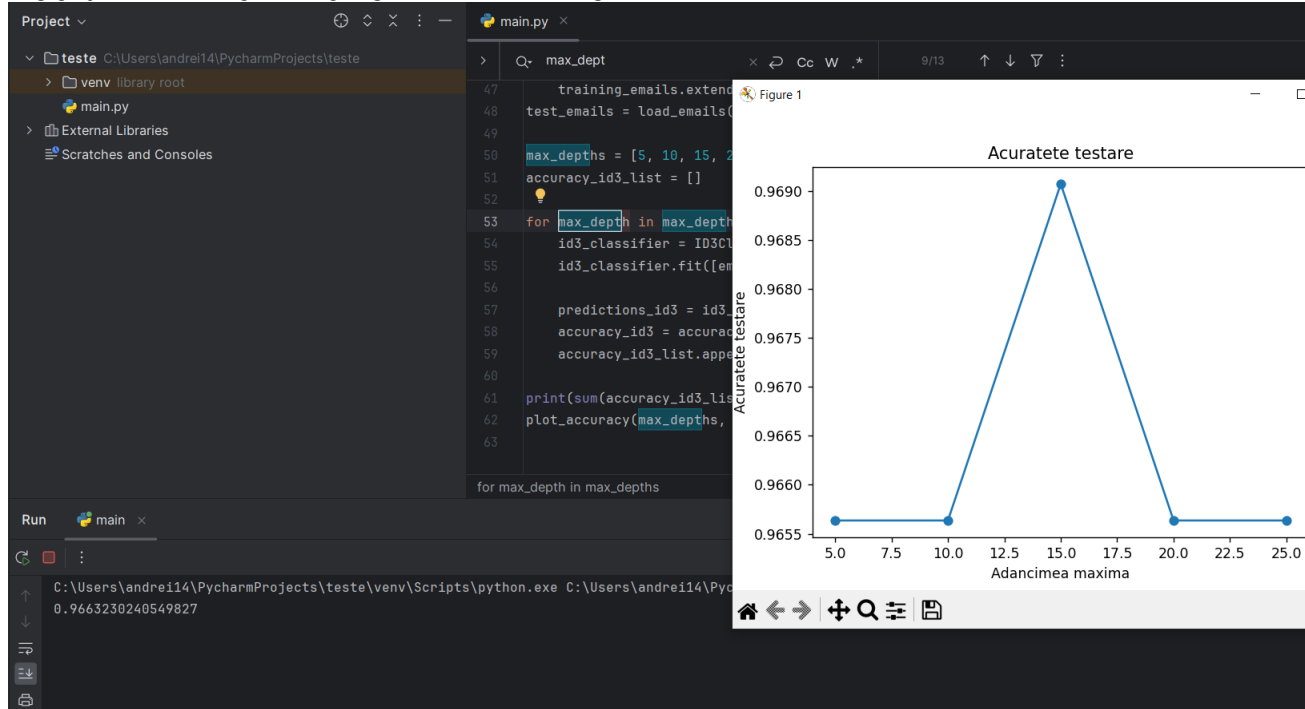 Project
main.py
teste C:\Users\andrei14\PycharmProjects\teste
venv library root
main.py
External Libraries
Scratches and Consoles
max_dept
Cc W .*
9/13
47 training_emails.extend
48 test_emails = load_emails(
49
50 max_depths = [5, 10, 15, 2
51 accuracy_id3_list = []
52
53 for max_depth in max_depth
54 id3_classifier = ID3Cl
55 id3_classifier.fit([em
56
57 predictions_id3 = id3_
58 accuracy_id3 = accurac
59 accuracy_id3_list.appe
60
61 print(sum(accuracy_id3_lis
62 plot_accuracy(max_depths,
63
for max_depth in max_depths
Figure 1
Acuratete testare
Acuratete testare
0.9690
0.9685
0.9680
0.9675
0.9670
0.9665
0.9660
0.9655
5.0 7.5 10.0 12.5 15.0 17.5 20.0 22.5 25.0
Adancimea maxima
Run main
C:\Users\andrei14\PycharmProjects\teste\venv\Scripts\python.exe C:\Users\andrei14\Pyc
0.9663230240549827